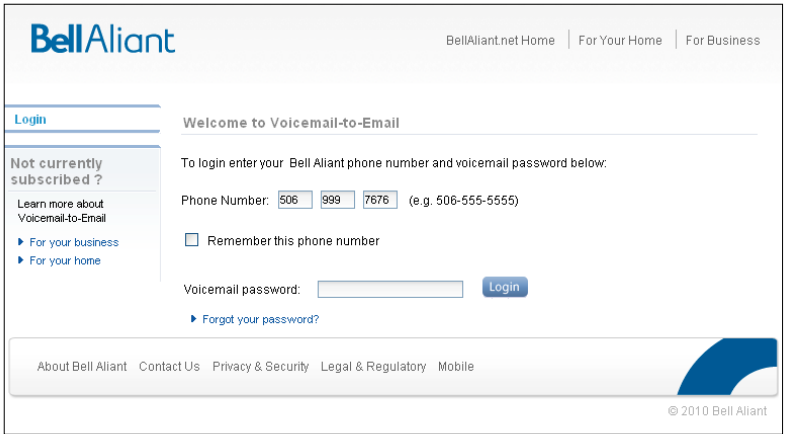 BellAliant
BellAliant.net Home For Your Home For Business
Login
Not currently
subscribed ?
Learn more about
Voicemail-to-Email
For your business
For your home
Welcome to Voicemail-to-Email
To login enter your Bell Aliant phone number and voicemail password below:
Phone Number: 506 999 7676 (e.g. 506-555-5555)
Remember this phone number
Voicemail password: Login
Forgot your password?
About Bell Aliant Contact Us Privacy & Security Legal & Regulatory Mobile
© 2010 Bell Aliant